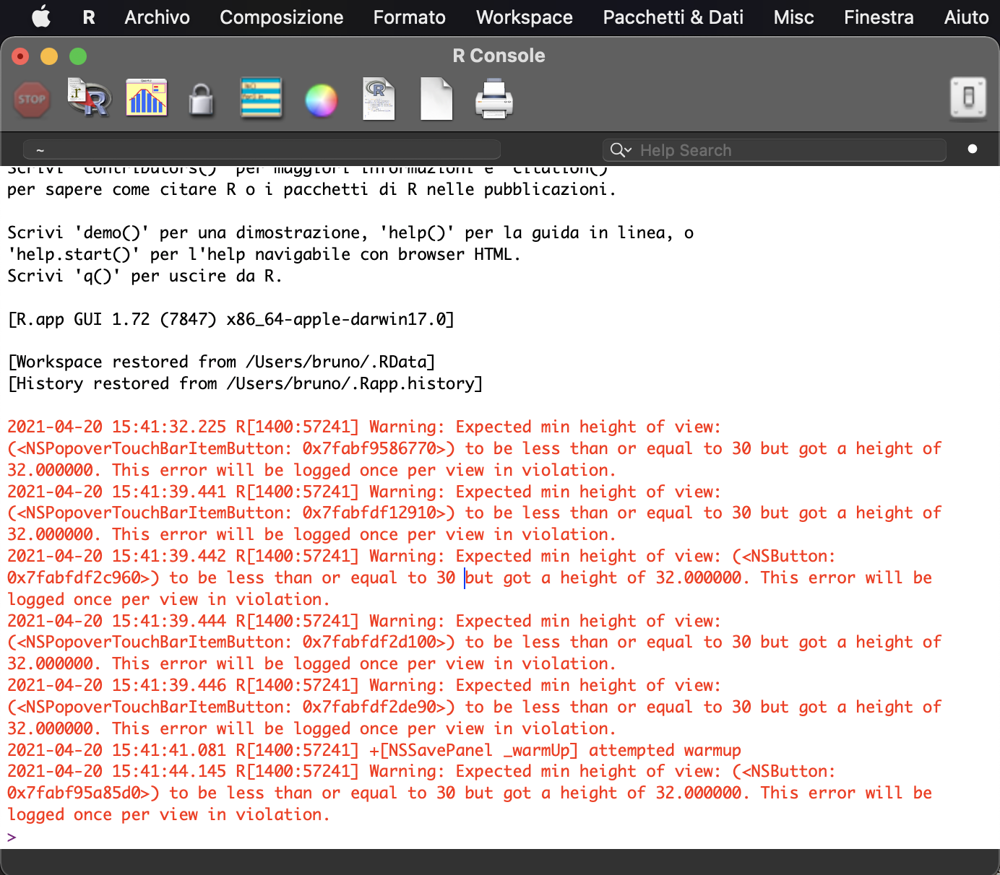 R Archivo Composizione Formato Workspace Pacchetti & Dati Misc Finestra Aiuto
R Console
STOP
~ Help Search
Scrivi 'contributors()' per maggiori informazioni e 'citation()'
per sapere come citare R o i pacchetti di R nelle pubblicazioni.
Scrivi 'demo()' per una dimostrazione, 'help()' per la guida in linea, o
'help.start()' per l'help navigabile con browser HTML.
Scrivi 'q()' per uscire da R.
[R.app GUI 1.72 (7847) x86_64-apple-darwin17.0]
[Workspace restored from /Users/bruno/.RData]
[History restored from /Users/bruno/.Rapp.history]
2021-04-20 15:41:32.225 R[1400:57241] Warning: Expected min height of view:
(<NSPopoverTouchBarItemButton: 0x7fabf9586770>) to be less than or equal to 30 but got a height of
32.000000. This error will be logged once per view in violation.
2021-04-20 15:41:39.441 R[1400:57241] Warning: Expected min height of view:
(<NSPopoverTouchBarItemButton: 0x7fabfdf12910>) to be less than or equal to 30 but got a height of
32.000000. This error will be logged once per view in violation.
2021-04-20 15:41:39.442 R[1400:57241] Warning: Expected min height of view: (<NSButton:
0x7fabfdf2c960>) to be less than or equal to 30 but got a height of 32.000000. This error will be
logged once per view in violation.
2021-04-20 15:41:39.444 R[1400:57241] Warning: Expected min height of view:
(<NSPopoverTouchBarItemButton: 0x7fabfdf2d100>) to be less than or equal to 30 but got a height of
32.000000. This error will be logged once per view in violation.
2021-04-20 15:41:39.446 R[1400:57241] Warning: Expected min height of view:
(<NSPopoverTouchBarItemButton: 0x7fabfdf2de90>) to be less than or equal to 30 but got a height of
32.000000. This error will be logged once per view in violation.
2021-04-20 15:41:41.081 R[1400:57241] +[NSSavePanel _warmUp] attempted warmup
2021-04-20 15:41:44.145 R[1400:57241] Warning: Expected min height of view: (<NSButton:
0x7fabf95a85d0>) to be less than or equal to 30 but got a height of 32.000000. This error will be
logged once per view in violation.
>